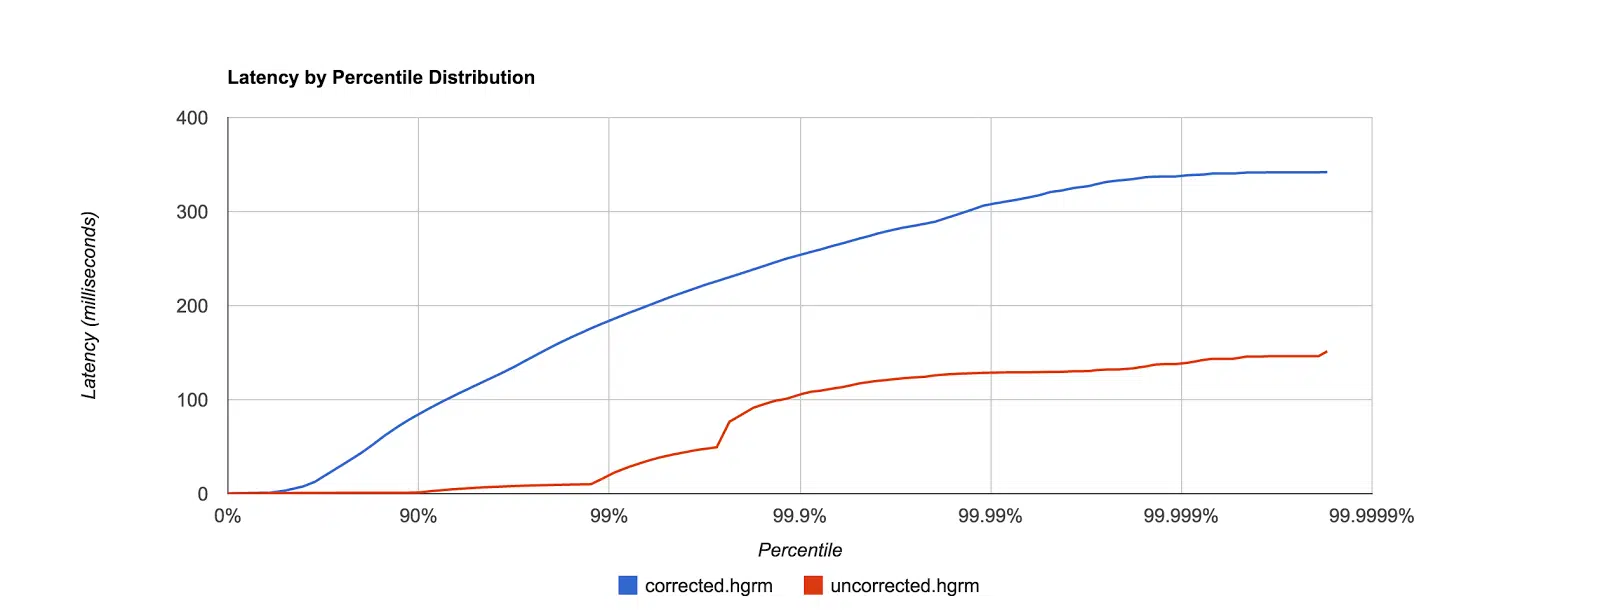 Latency by Percentile Distribution
400
300
200
100
0
Latency (milliseconds)
0% 90% 99% 99.9% 99.99% 99.999% 99.9999%
Percentile
corrected.hgrm uncorrected.hgrm